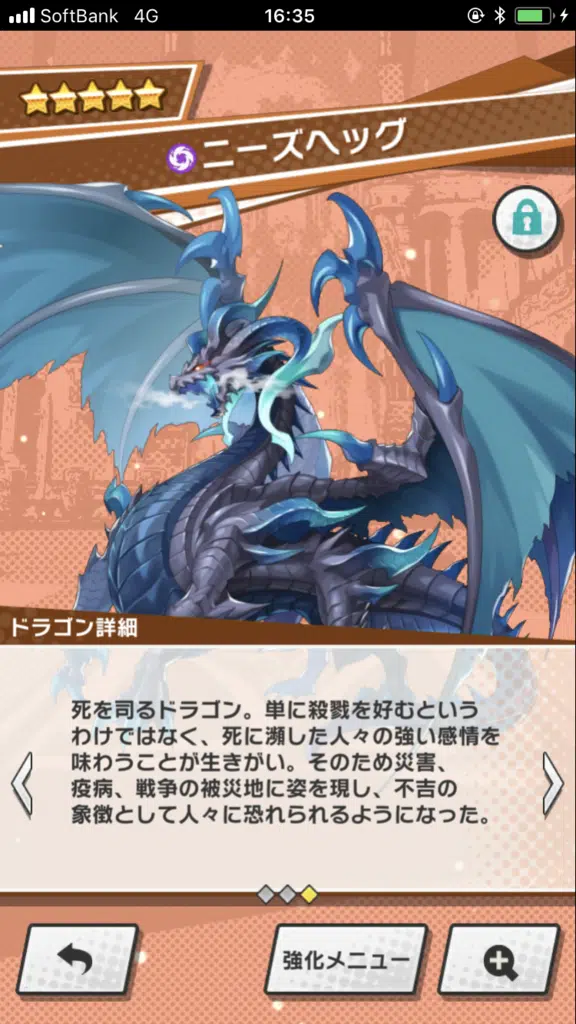 SoftBank 4G 16:35
ニーズヘッグ
ドラゴン詳細
死を司るドラゴン。単に殺戮を好むという
わけではなく、死に瀕した人々の強い感情を
味わうことが生きがい。そのため災害、
疫病、戦争の被災地に姿を現し、不吉の
象徴として人々に恐れられるようになった。
強化メニュー